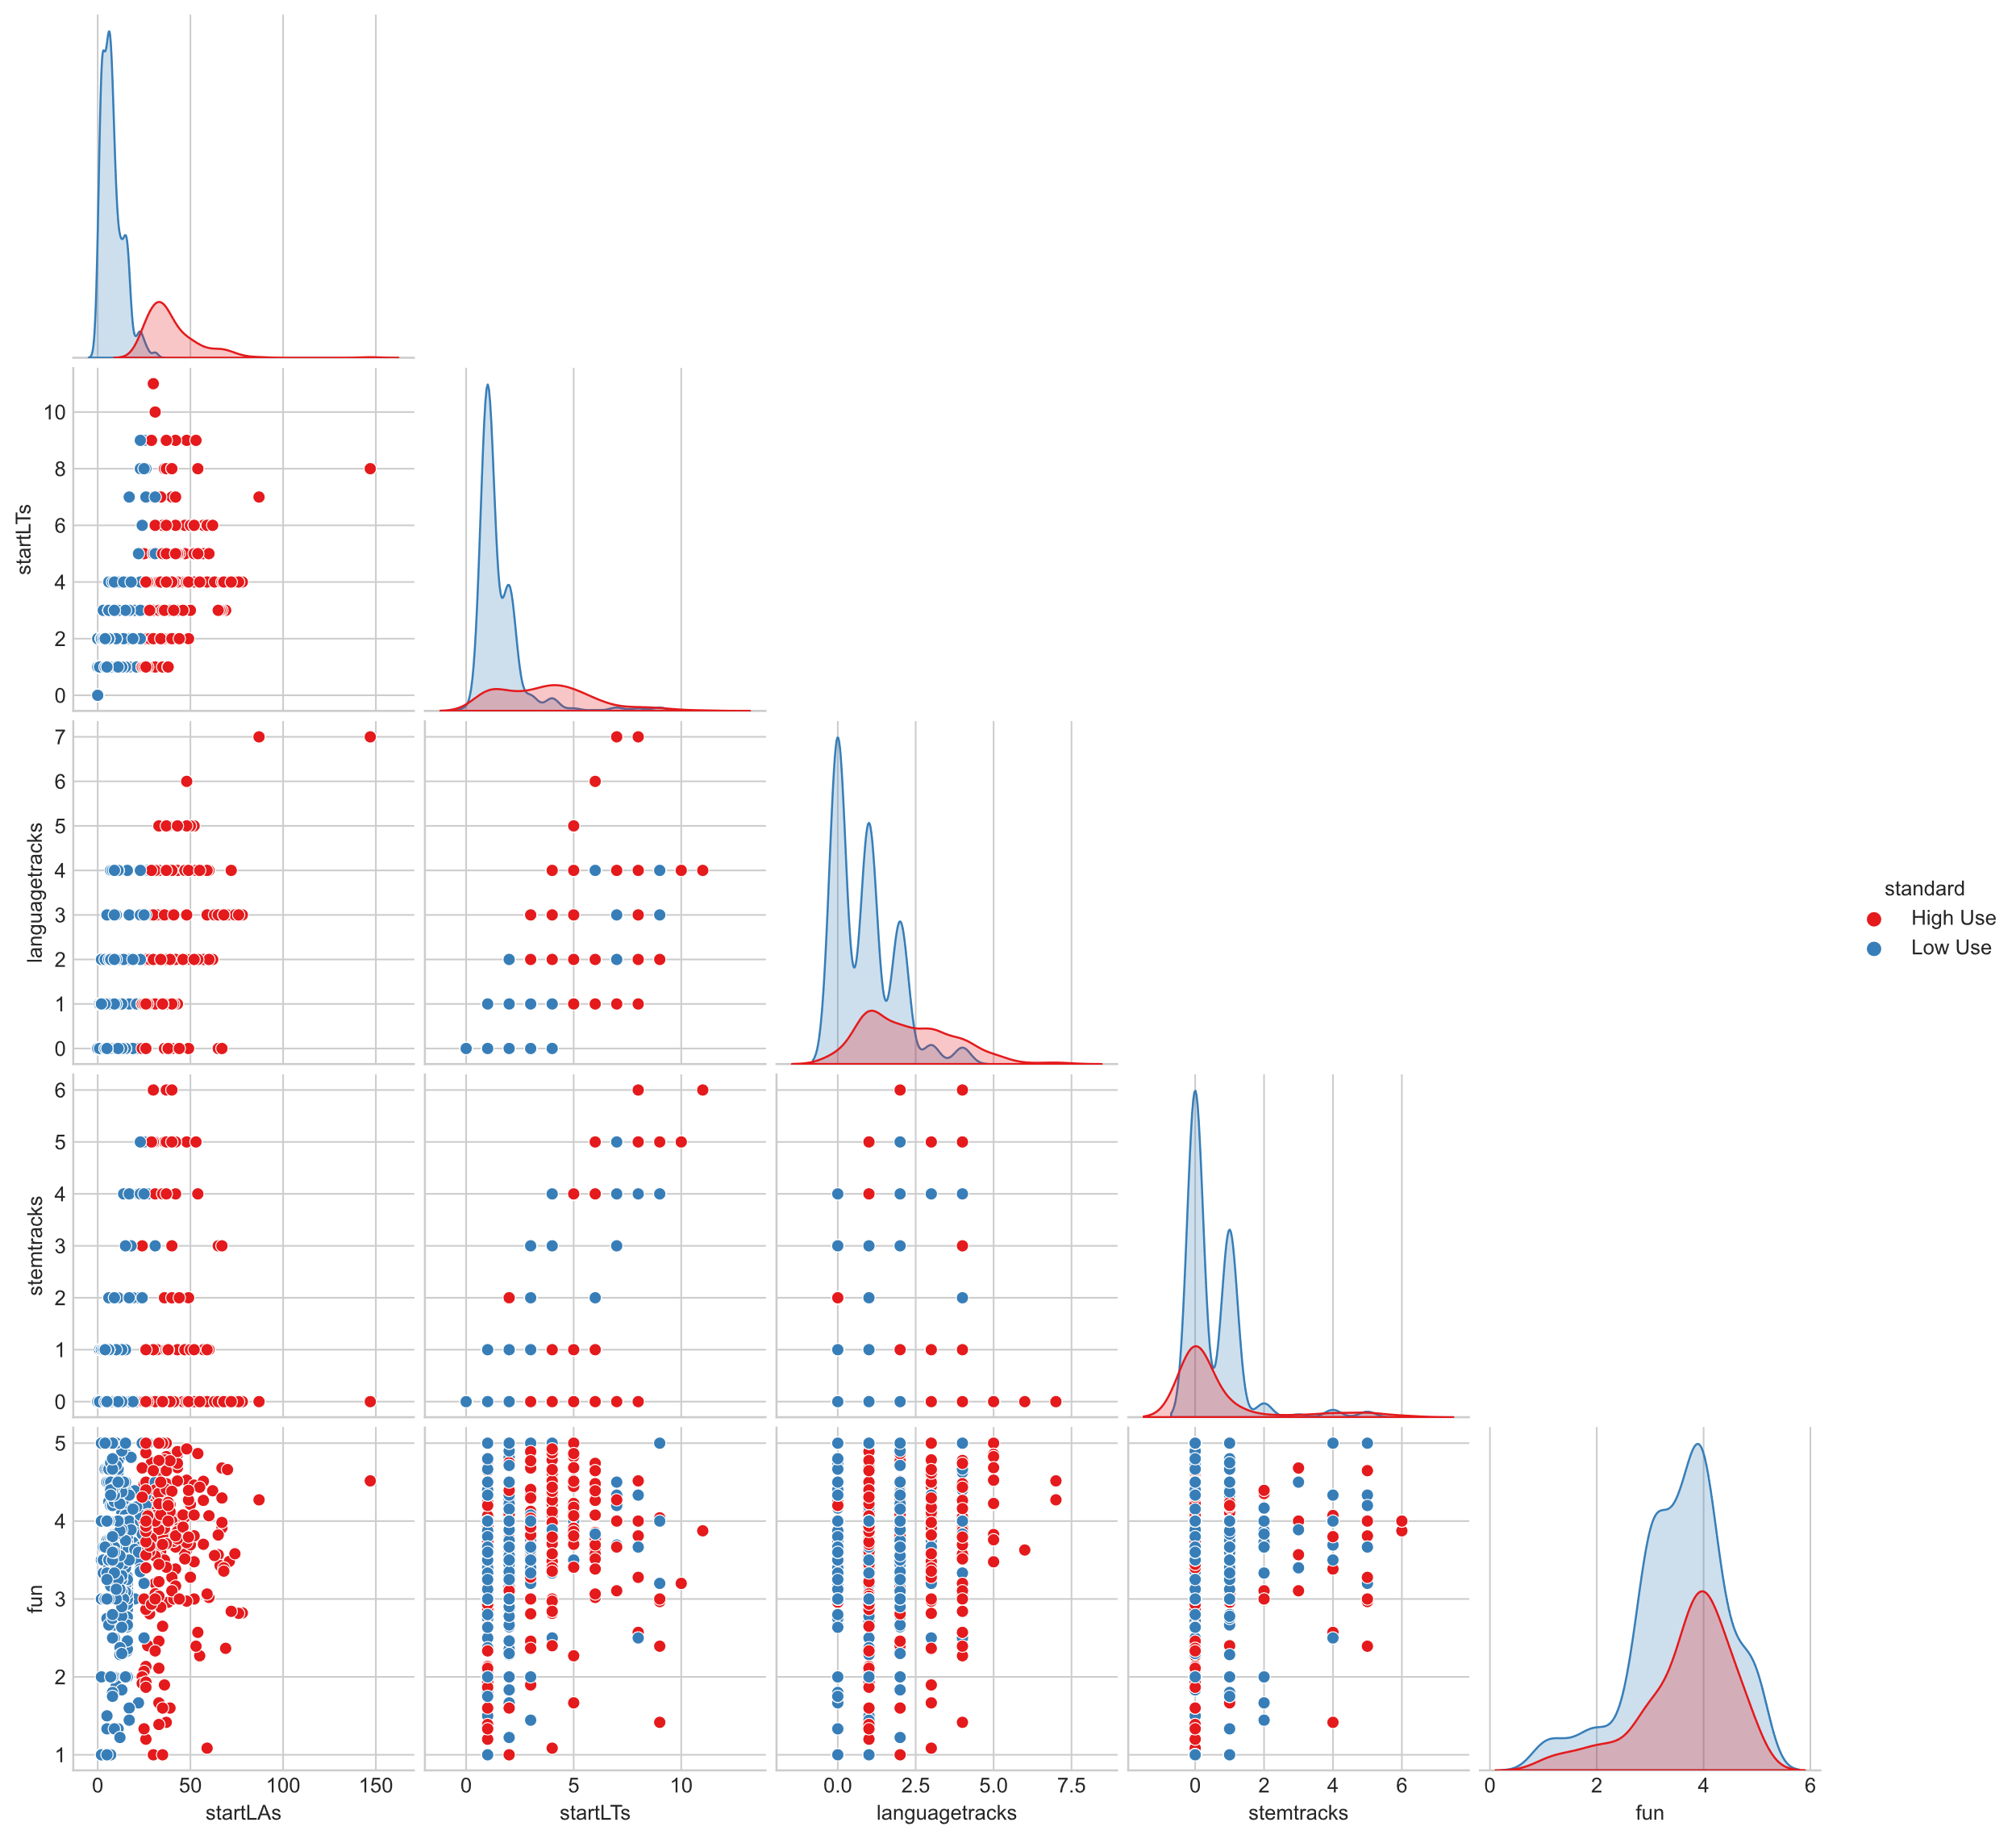 startLTs
10
8
6
4
2
0
languagetracks
7
6
5
4
3
2
1
0
standard
High Use
Low Use
stemtracks
6
5
4
3
2
1
0
fun
5
4
3
2
1
0 50 100 150
0 5 10
0.0 2.5 5.0 7.5
0 2 4 6
0 2 4 6
startLAs
startLTs
languagetracks
stemtracks
fun